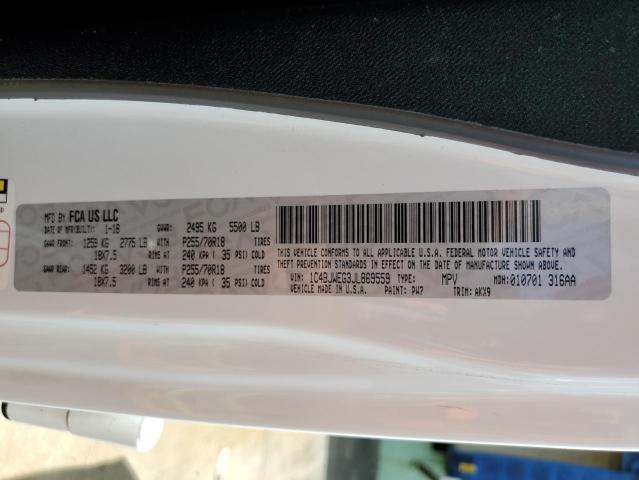 MFD BY FCA US LLC
DATE OF MFR/BUILT: 1-18 GVWR: 2495 KG 5500 LB
GAWR FRONT: 1259 KG 2775 LB WITH P255/70R18 TIRES
18X7.5 RIMS AT 240 KPA ( 35 PSI) COLD
GAWR REAR: 1452 KG 3200 LB WITH P255/70R18 TIRES
18X7.5 RIMS AT 240 KPA ( 35 PSI) COLD
THIS VEHICLE CONFORMS TO ALL APPLICABLE U.S.A. FEDERAL MOTOR VEHICLE SAFETY AND
THEFT PREVENTION STANDARDS IN EFFECT ON THE DATE OF MANUFACTURE SHOWN ABOVE.
VIN: 1C4BJWEG3JL869559 TYPE: MPV MDH: 010701 316AA
VEHICLE MADE IN U.S.A. PAINT: PW7 TRIM: AKX9